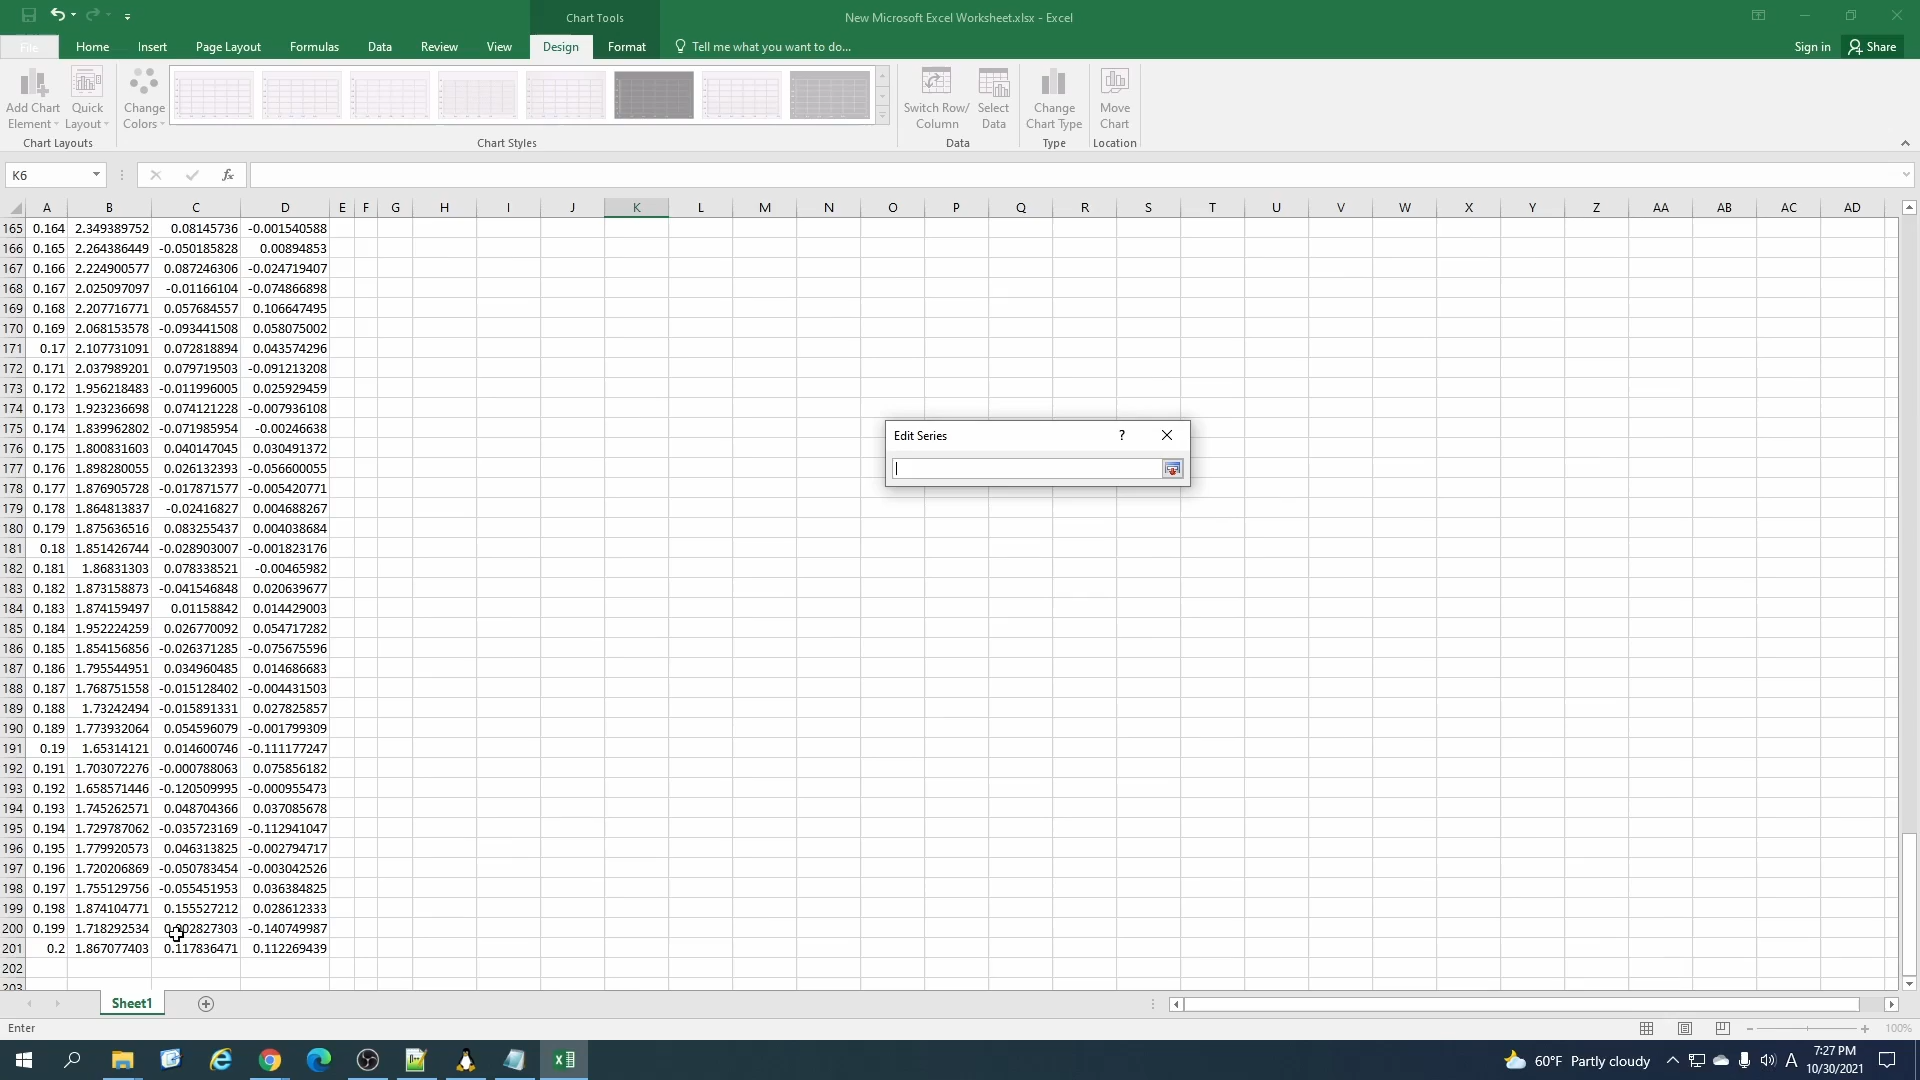 Chart Tools
New Microsoft Excel Worksheet.xlsx - Excel
File Home Insert Page Layout Formulas Data Review View Design Format Tell me what you want to do... Sign in Share
Add Chart Element Quick Layout Change Colors Switch Row/ Column Select Data Change Chart Type Move Chart
Chart Layouts Chart Styles Data Type Location
K6 fx
A B C D E F G H I J K L M N O P Q R S T U V W X Y Z AA AB AC AD
165 0.164 2.349389752 0.08145736 -0.001540588
166 0.165 2.264386449 -0.050185828 0.00894853
167 0.166 2.224900577 0.087246306 -0.024719407
168 0.167 2.025097097 -0.01166104 -0.074866898
169 0.168 2.207716771 0.057684557 0.106647495
170 0.169 2.068153578 -0.093441508 0.058075002
171 0.17 2.107731091 0.072818894 0.043574296
172 0.171 2.037989201 0.079719503 -0.091213208
173 0.172 1.956218483 -0.011996005 0.025929459
174 0.173 1.923236698 0.074121228 -0.007936108
175 0.174 1.839962802 -0.071985954 -0.00246638
176 0.175 1.800831603 0.040147045 0.030491372
177 0.176 1.898280055 0.026132393 -0.056600055
178 0.177 1.876905728 -0.017871577 -0.005420771
179 0.178 1.864813837 -0.02416827 0.004688267
180 0.179 1.875636516 0.083255437 0.004038684
181 0.18 1.851426744 -0.028903007 -0.001823176
182 0.181 1.86831303 0.078338521 -0.00465982
183 0.182 1.873158873 -0.041546848 0.020639677
184 0.183 1.874159497 0.01158842 0.014429003
185 0.184 1.952224259 0.026770092 0.054717282
186 0.185 1.854156856 -0.026371285 -0.075675596
187 0.186 1.795544951 0.034960485 0.014686683
188 0.187 1.768751558 -0.015128402 -0.004431503
189 0.188 1.73242494 -0.015891331 0.027825857
190 0.189 1.773932064 0.054596079 -0.001799309
191 0.19 1.65314121 0.014600746 -0.111177247
192 0.191 1.703072276 -0.000788063 0.075856182
193 0.192 1.658571446 -0.120509995 -0.000955473
194 0.193 1.745262571 0.048704366 0.037085678
195 0.194 1.729787062 -0.035723169 -0.112941047
196 0.195 1.779920573 0.046313825 -0.002794717
197 0.196 1.720206869 -0.050783454 -0.003042526
198 0.197 1.755129756 -0.055451953 0.036384825
199 0.198 1.874104771 0.155527212 0.028612333
200 0.199 1.718292534 -0.140749987
201 0.2 1.867077403 0.117836471 0.112269439
202
203
Edit Series ?
Sheet1
Enter 100%
60°F Partly cloudy A 7:27 PM
10/30/2021